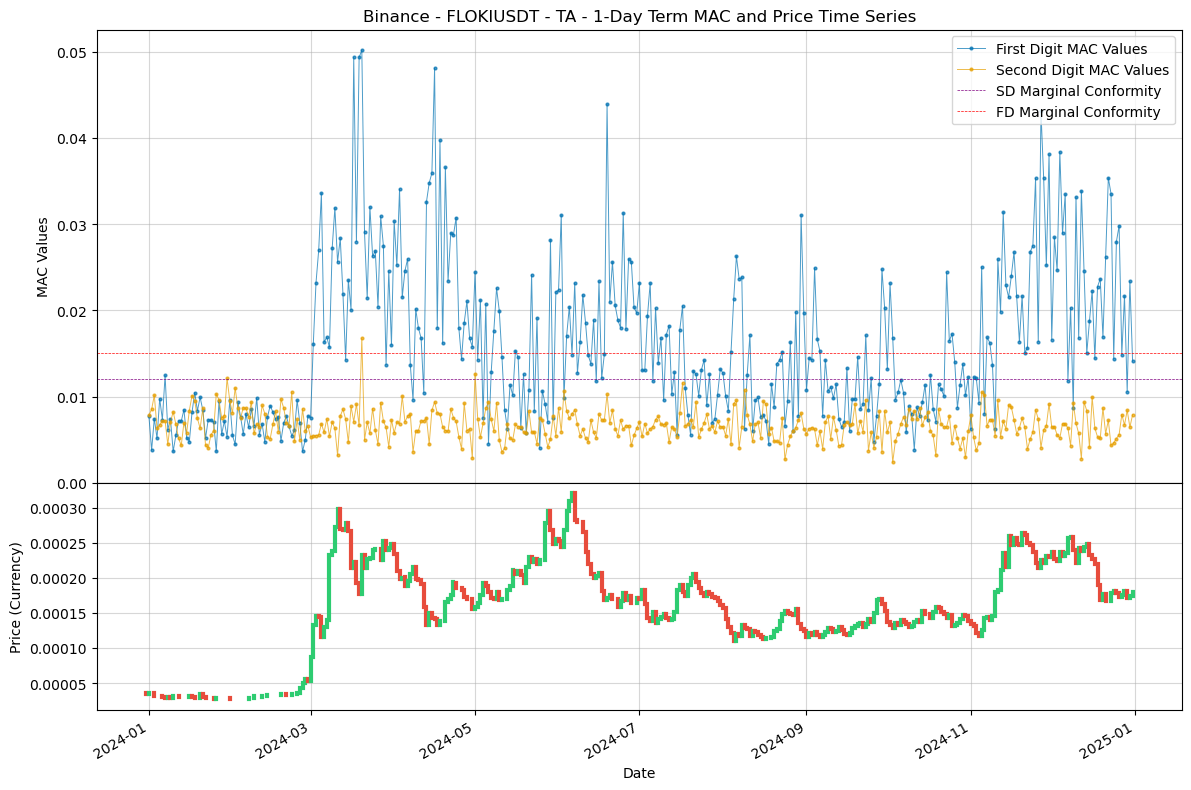 Binance - FLOKIUSDT - TA - 1-Day Term MAC and Price Time Series
First Digit MAC Values
Second Digit MAC Values
SD Marginal Conformity
FD Marginal Conformity
MAC Values
0.05
0.04
0.03
0.02
0.01
0.00
Price (Currency)
0.00030
0.00025
0.00020
0.00015
0.00010
0.00005
2024-01
2024-03
2024-05
2024-07
2024-09
2024-11
2025-01
Date